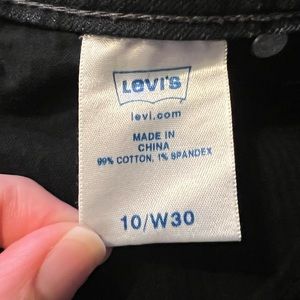 Levi's
levi.com
MADE IN
CHINA
99% COTTON, 1% SPANDEX
10/W30